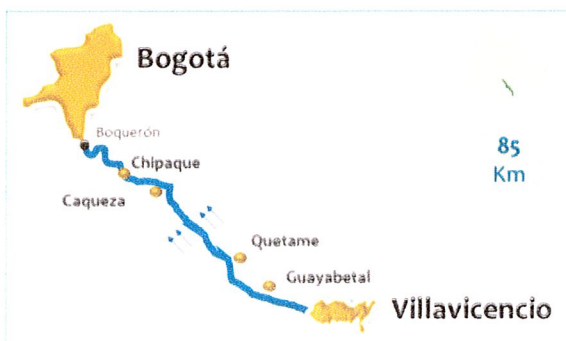 Bogotá
Boquerón
Chipaque
Caqueza
85
Km
Quetame
Guayabetal
Villavicencio